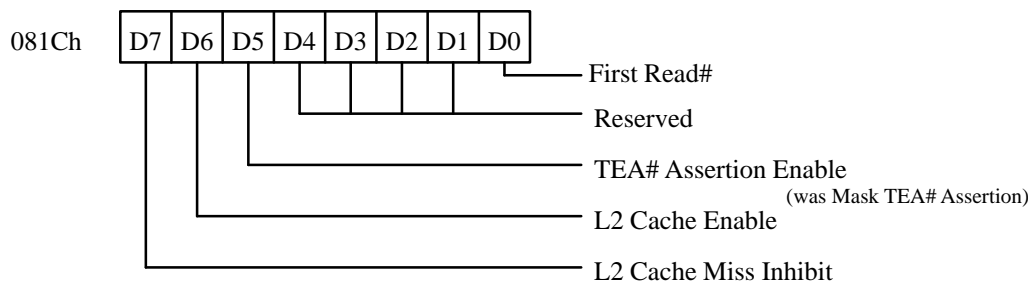 081Ch D7 D6 D5 D4 D3 D2 D1 D0
First Read#
Reserved
TEA# Assertion Enable
(was Mask TEA# Assertion)
L2 Cache Enable
L2 Cache Miss Inhibit